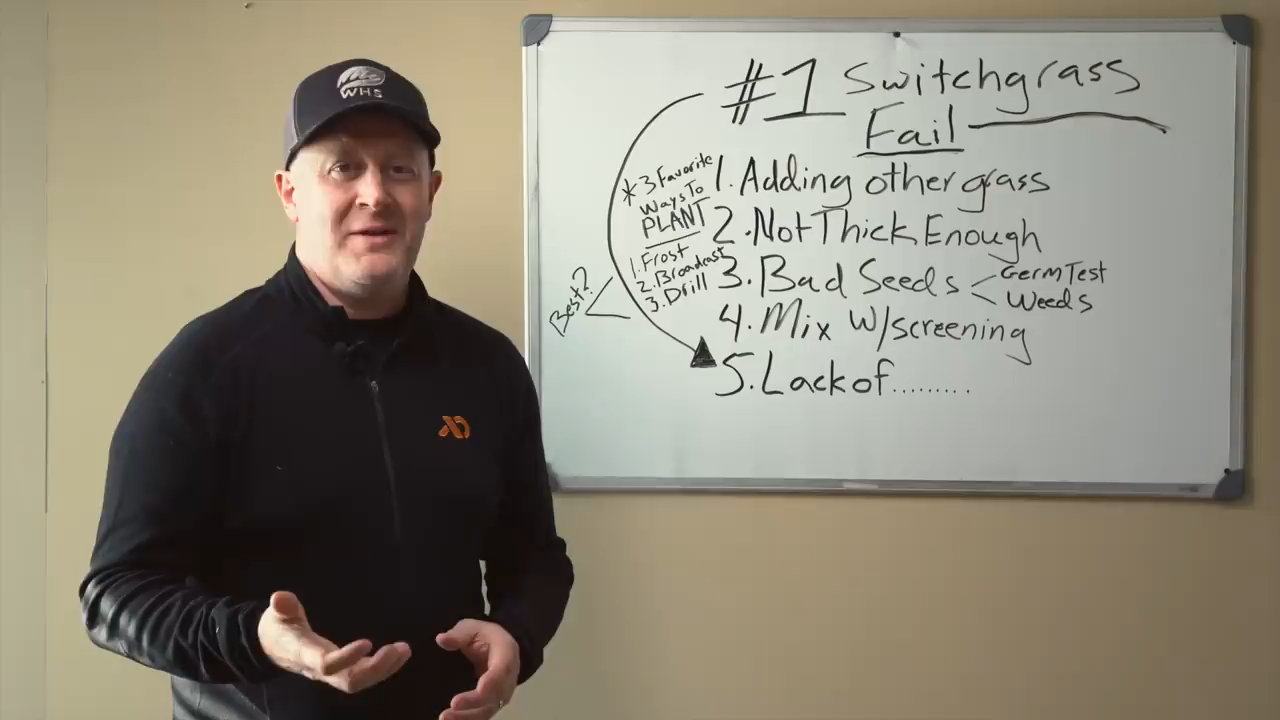 WHS
#1 Switchgrass
Fail
*3 Favorite
Ways To
PLANT
1. Frost
2. Broadcast
3. Drill
Best?
1. Adding other grass
2. Not Thick Enough
3. Bad Seeds
Germ Test
Weeds
4. Mix w/screening
5. Lack of.........